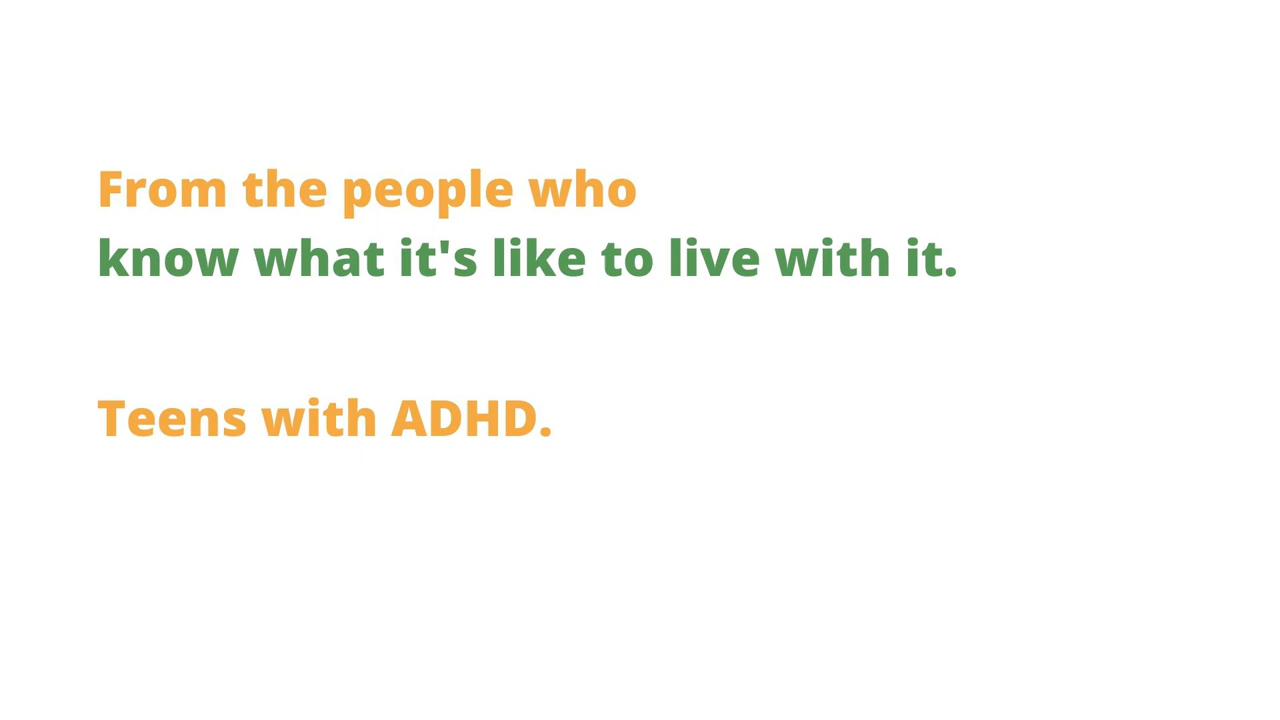 From the people who
know what it's like to live with it.
Teens with ADHD.